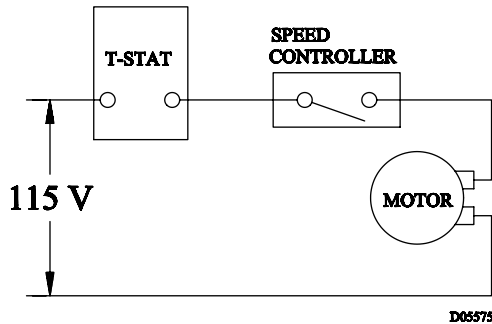 SPEED
CONTROLLER
T-STAT
115 V
MOTOR
D05575